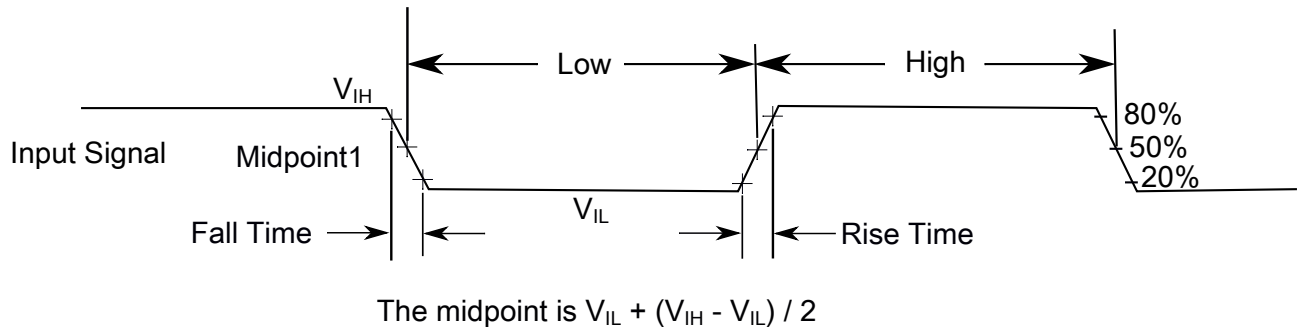 Low
High
VIH
80%
Input Signal
Midpoint1
50%
20%
VIL
Fall Time
Rise Time
The midpoint is VIL + (VIH - VIL) / 2